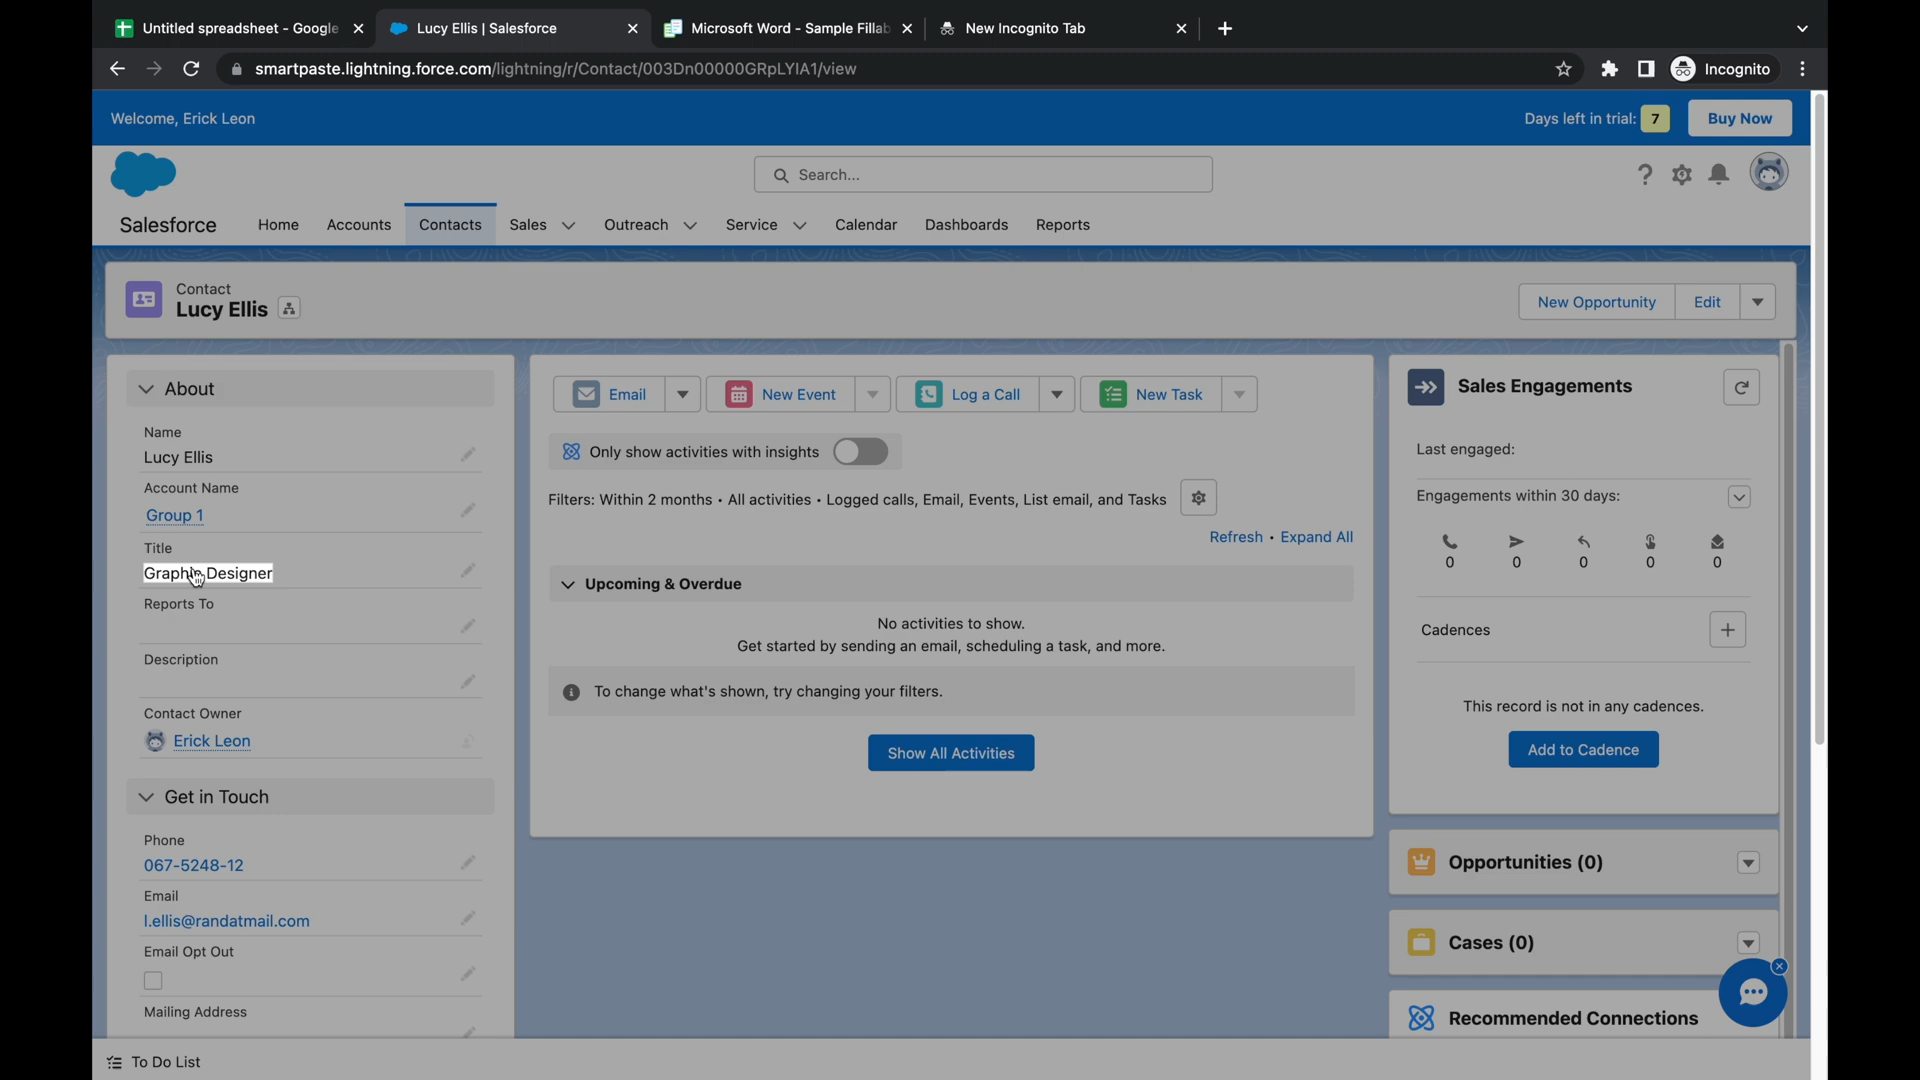 Untitled spreadsheet - Google
Lucy Ellis | Salesforce
Microsoft Word - Sample Fillab
New Incognito Tab
smartpaste.lightning.force.com/lightning/r/Contact/003Dn00000GRpLYIA1/view
Incognito
Welcome, Erick Leon
Days left in trial: 7
Buy Now
Search...
Salesforce
Home
Accounts
Contacts
Sales
Outreach
Service
Calendar
Dashboards
Reports
Contact
Lucy Ellis
New Opportunity
Edit
About
Name
Lucy Ellis
Account Name
Group 1
Title
Graphic Designer
Reports To
Description
Contact Owner
Erick Leon
Get in Touch
Phone
067-5248-12
Email
l.ellis@randatmail.com
Email Opt Out
Mailing Address
Email
New Event
Log a Call
New Task
Only show activities with insights
Filters: Within 2 months • All activities • Logged calls, Email, Events, List email, and Tasks
Refresh • Expand All
Upcoming & Overdue
No activities to show.
Get started by sending an email, scheduling a task, and more.
To change what's shown, try changing your filters.
Show All Activities
Sales Engagements
Last engaged:
Engagements within 30 days:
0 0 0 0 0
Cadences
This record is not in any cadences.
Add to Cadence
Opportunities (0)
Cases (0)
Recommended Connections
To Do List